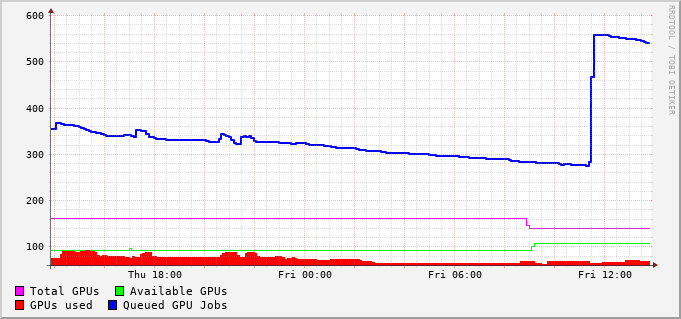 600
500
400
300
200
100
Thu 18:00 Fri 00:00 Fri 06:00 Fri 12:00
Total GPUs Available GPUs
GPUs used Queued GPU Jobs
RRDTOOL / TOBI OETIKER